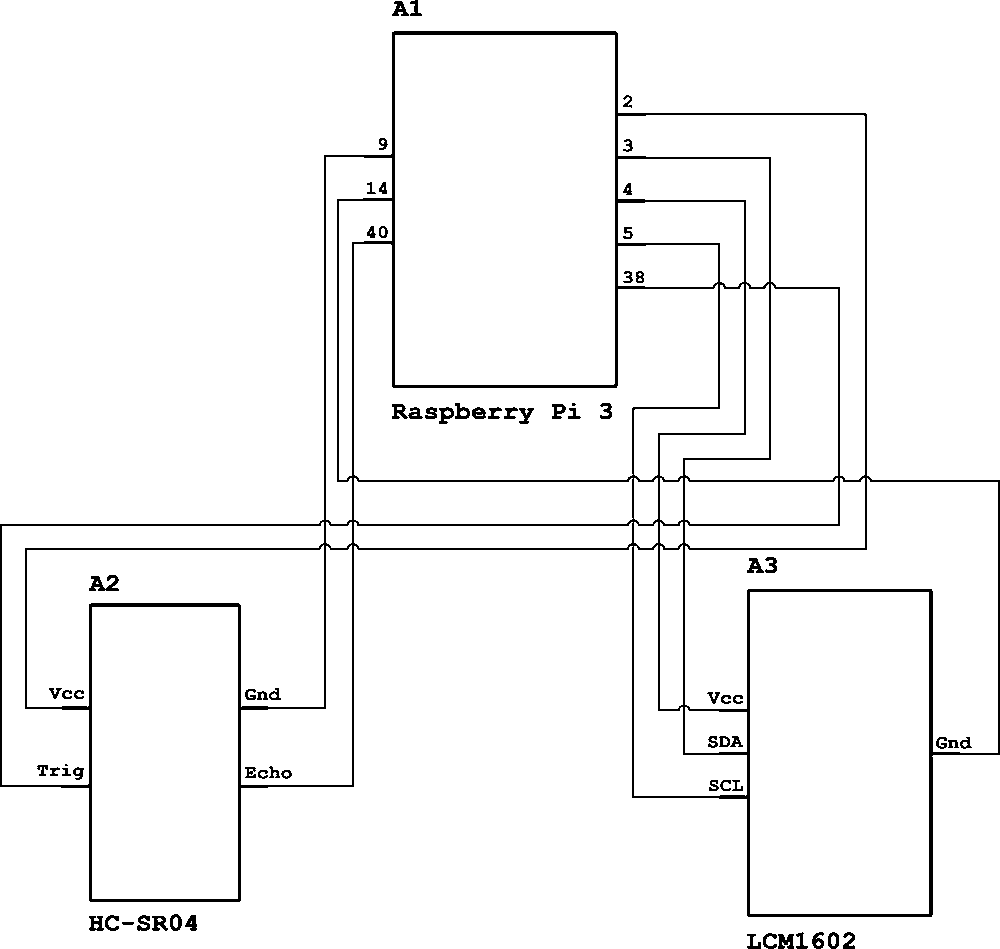 A1
2
9
3
14
4
40
5
38
Raspberry Pi 3
A2
A3
Vcc
Gnd
Vcc
SDA
Gnd
Trig
Echo
SCL
HC-SR04
LCM1602